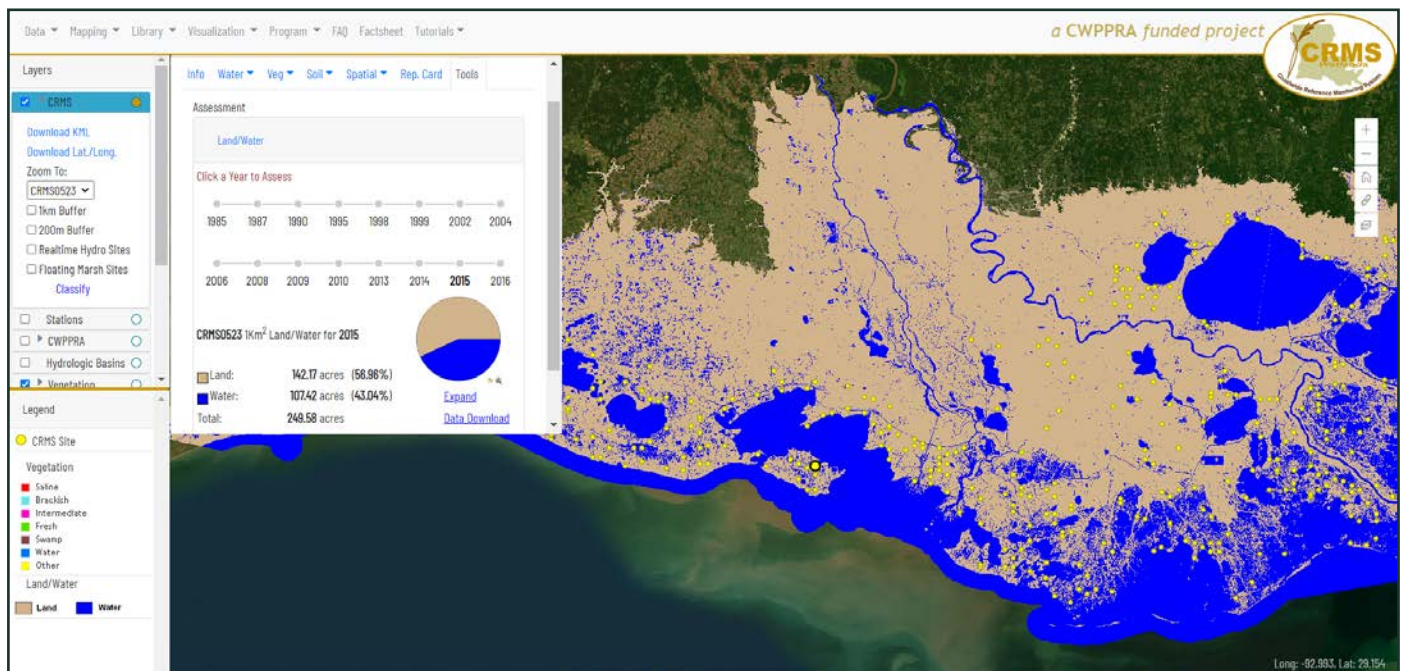 Data Mapping Library Visualization Program FAQ Factsheet Tutorials
a CWPPRA funded project
CRMS
Coastwide Reference Monitoring System
Layers
CRMS
Download KML
Download Lat./Long.
Zoom To:
CRMS0523
1km Buffer
200m Buffer
Realtime Hydro Sites
Floating Marsh Sites
Classify
Stations
CWPPRA
Hydrologic Basins
Vegetation
Legend
CRMS Site
Vegetation
Saline
Brackish
Intermediate
Fresh
Swamp
Water
Other
Land/Water
Land Water
Info Water Veg Soil Spatial Rep. Card Tools
Assessment
Land/Water
Click a Year to Assess
1985 1987 1990 1995 1998 1999 2002 2004
2006 2008 2009 2010 2013 2014 2015 2016
CRMS0523 1Km² Land/Water for 2015
Land: 142.17 acres (56.96%)
Water: 107.42 acres (43.04%)
Expand
Total: 249.58 acres
Data Download
Long: -92.993, Lat: 29.154